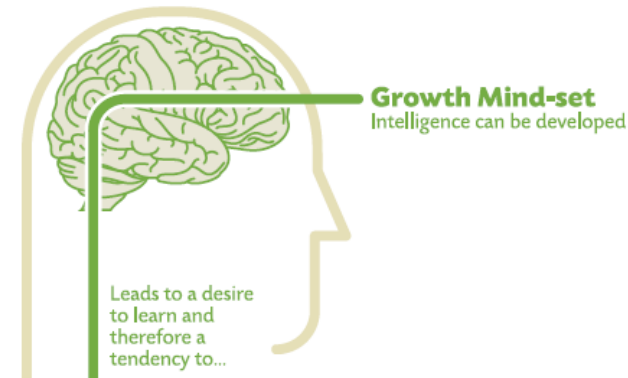 Growth Mind-set
Intelligence can be developed
Leads to a desire
to learn and
therefore a
tendency to...